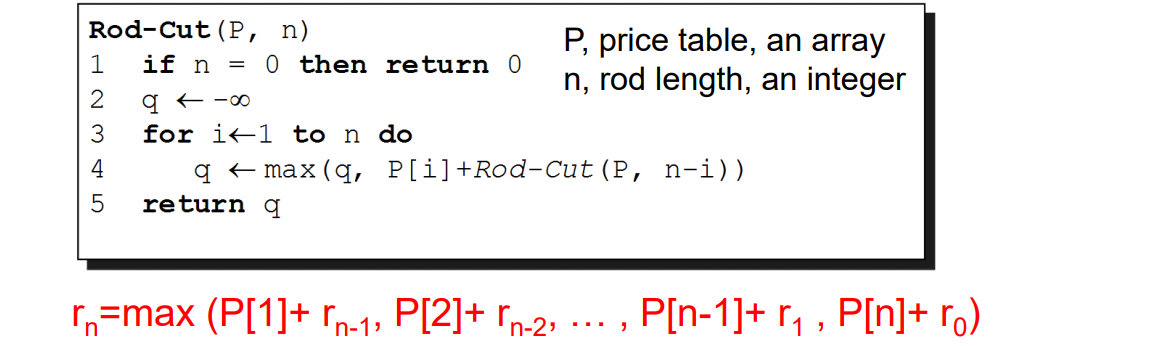 Rod-Cut(P, n)
1 if n = 0 then return 0
2 q ← -∞
3 for i←1 to n do
4 q ← max(q, P[i]+Rod-Cut(P, n-i))
5 return q
P, price table, an array
n, rod length, an integer
rn=max (P[1]+ rn-1, P[2]+ rn-2, … , P[n-1]+ r1 , P[n]+ r0)